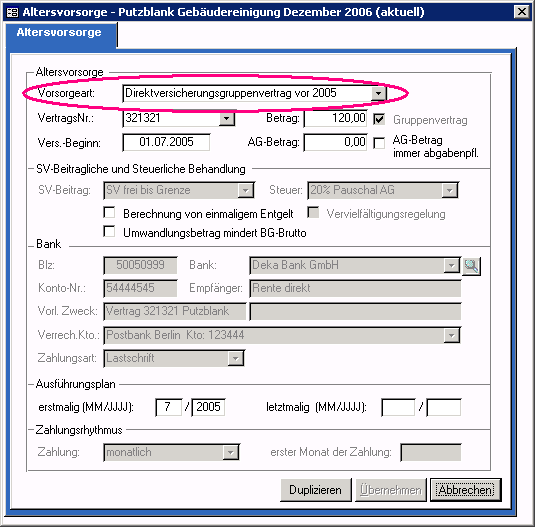 Altersvorsorge - Putzblank Gebäudereinigung Dezember 2006 (aktuell)
Altersvorsorge
Altersvorsorge
Vorsorgeart: Direktversicherungsgruppenvertrag vor 2005
VertragsNr.: 321321 Betrag: 120,00 Gruppenvertrag
Vers.-Beginn: 01.07.2005 AG-Betrag: 0,00 AG-Betrag
immer abgabenpfl.
SV-Beitragliche und Steuerliche Behandlung
SV-Beitrag: SV frei bis Grenze Steuer: 20% Pauschal AG
Berechnung von einmaligem Entgelt Vervielfältigungsregelung
Umwandlungsbetrag mindert BG-Brutto
Bank
Blz: 50050999 Bank: Deka Bank GmbH
Konto-Nr.: 54444545 Empfänger: Rente direkt
Vorl. Zweck: Vertrag 321321 Putzblank
Verrech.Kto.: Postbank Berlin Kto: 123444
Zahlungsart: Lastschrift
Ausführungsplan
erstmalig (MM/JJJJ): 7 / 2005 letztmalig (MM/JJJJ): /
Zahlungsrhythmus
Zahlung: monatlich erster Monat der Zahlung:
Duplizieren Übernehmen Abbrechen